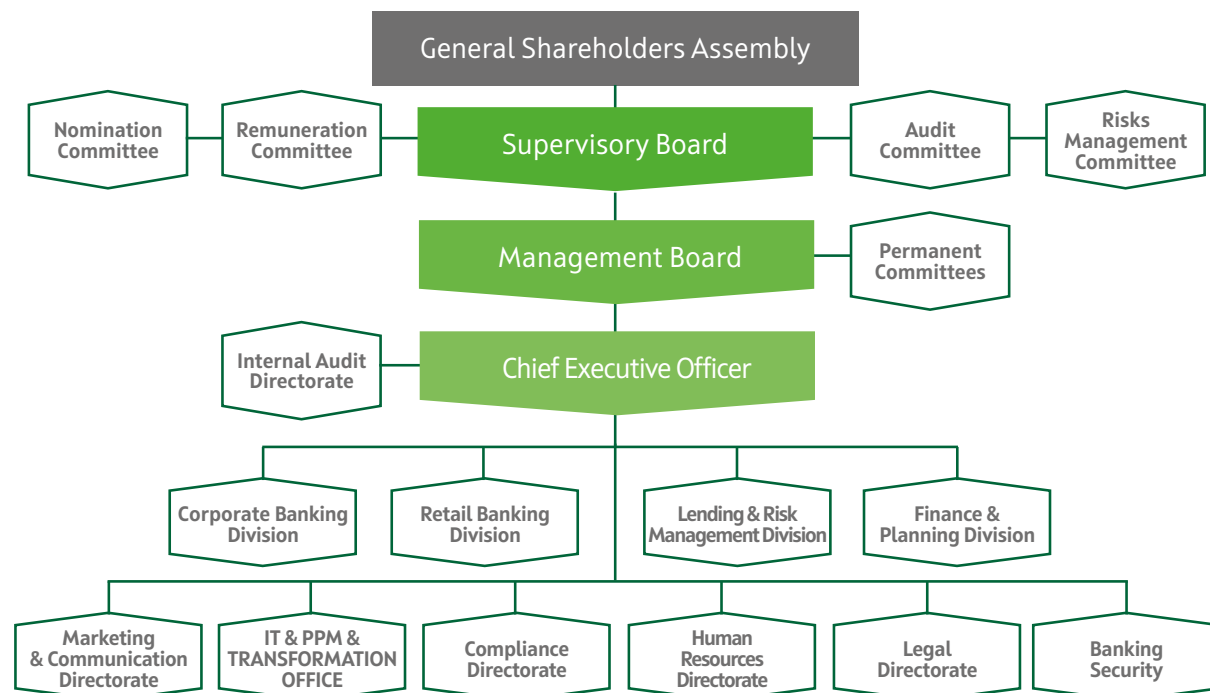 General Shareholders Assembly
Nomination
Committee
Remuneration
Committee
Supervisory Board
Audit
Committee
Risks
Management
Committee
Management Board
Permanent
Committees
Internal Audit
Directorate
Chief Executive Officer
Corporate Banking
Division
Retail Banking
Division
Lending & Risk
Management Division
Finance &
Planning Division
Marketing
& Communication
Directorate
IT & PPM &
TRANSFORMATION
OFFICE
Compliance
Directorate
Human
Resources
Directorate
Legal
Directorate
Banking
Security